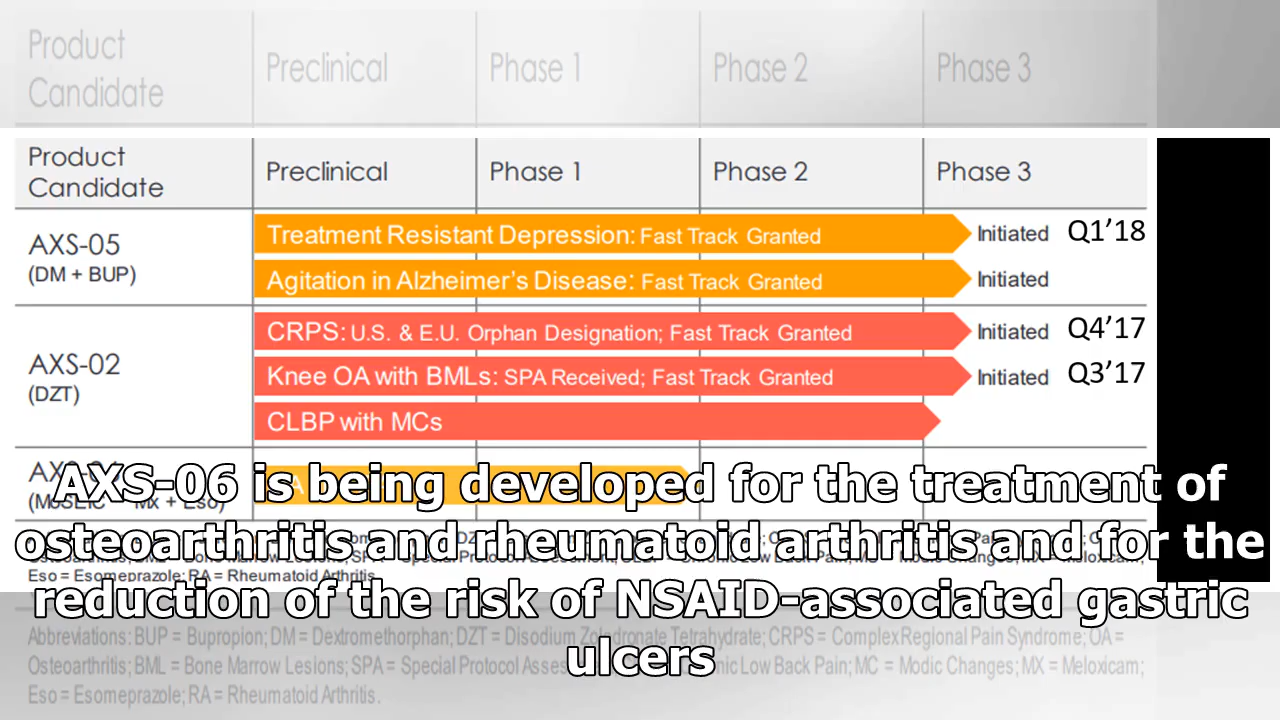 Product
Candidate
Preclinical
Phase 1
Phase 2
Phase 3
Product
Candidate
Preclinical
Phase 1
Phase 2
Phase 3
AXS-05
(DM + BUP)
Treatment Resistant Depression: Fast Track Granted
Initiated
Q1’18
Agitation in Alzheimer’s Disease: Fast Track Granted
Initiated
AXS-02
(DZT)
CRPS: U.S. & E.U. Orphan Designation; Fast Track Granted
Initiated
Q4’17
Knee OA with BMLs: SPA Received; Fast Track Granted
Initiated
Q3’17
CLBP with MCs
AXS-06 is being developed for the treatment of
osteoarthritis and rheumatoid arthritis and for the
Eso = Esomeprazole; RA = Rheumatoid Arthritis.
reduction of the risk of NSAID-associated gastric
ulcers
Abbreviations: BUP = Bupropion; DM = Dextromethorphan; DZT = Disodium Zoledronate Tetrahydrate; CRPS = Complex Regional Pain Syndrome; OA =
Osteoarthritis; BML = Bone Marrow Lesions; SPA = Special Protocol Low Back Pain; MC = Modic Changes; MX = Meloxicam;
Eso = Esomeprazole; RA = Rheumatoid Arthritis.